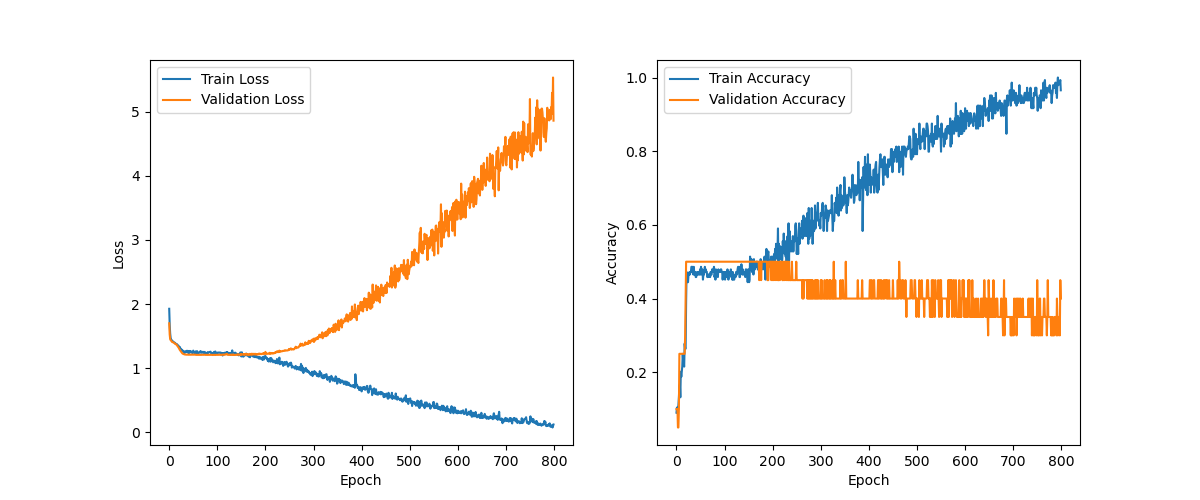 Train Loss
Validation Loss
Loss
5
4
3
2
1
0
0 100 200 300 400 500 600 700 800
Epoch
Train Accuracy
Validation Accuracy
Accuracy
1.0
0.8
0.6
0.4
0.2
0 100 200 300 400 500 600 700 800
Epoch